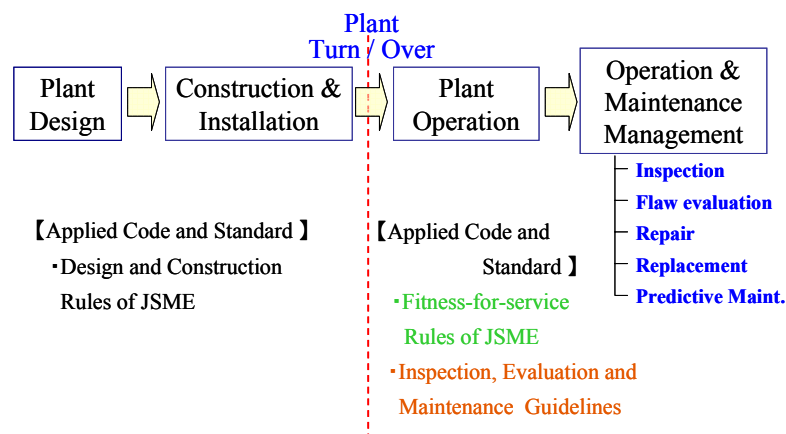 Plant
Turn / Over
Plant
Design
Construction &
Installation
Plant
Operation
Operation &
Maintenance
Management
Inspection
Flaw evaluation
Repair
Replacement
Predictive Maint.
【Applied Code and Standard】
・Design and Construction
Rules of JSME
【Applied Code and
Standard】
・Fitness-for-service
Rules of JSME
・Inspection, Evaluation and
Maintenance Guidelines